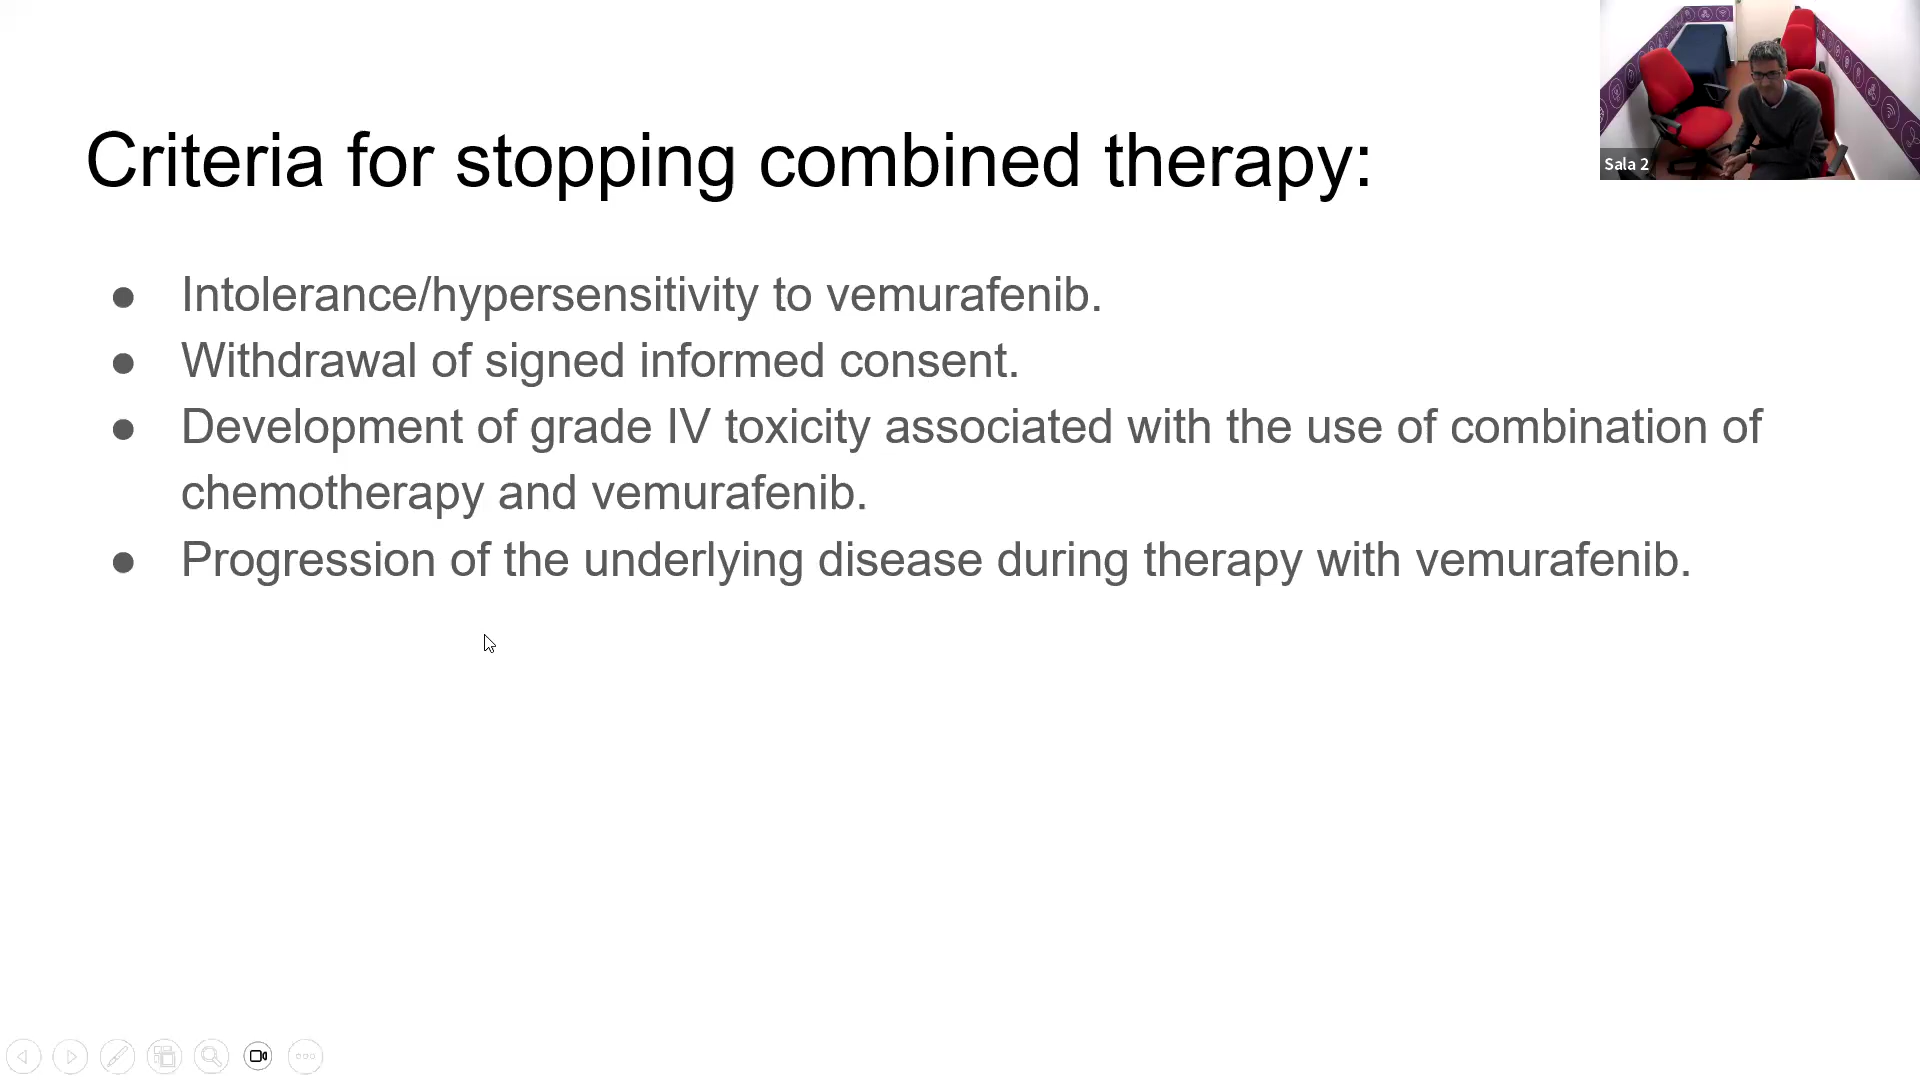 Criteria for stopping combined therapy:
Sala 2
● Intolerance/hypersensitivity to vemurafenib.
● Withdrawal of signed informed consent.
● Development of grade IV toxicity associated with the use of combination of
chemotherapy and vemurafenib.
● Progression of the underlying disease during therapy with vemurafenib.